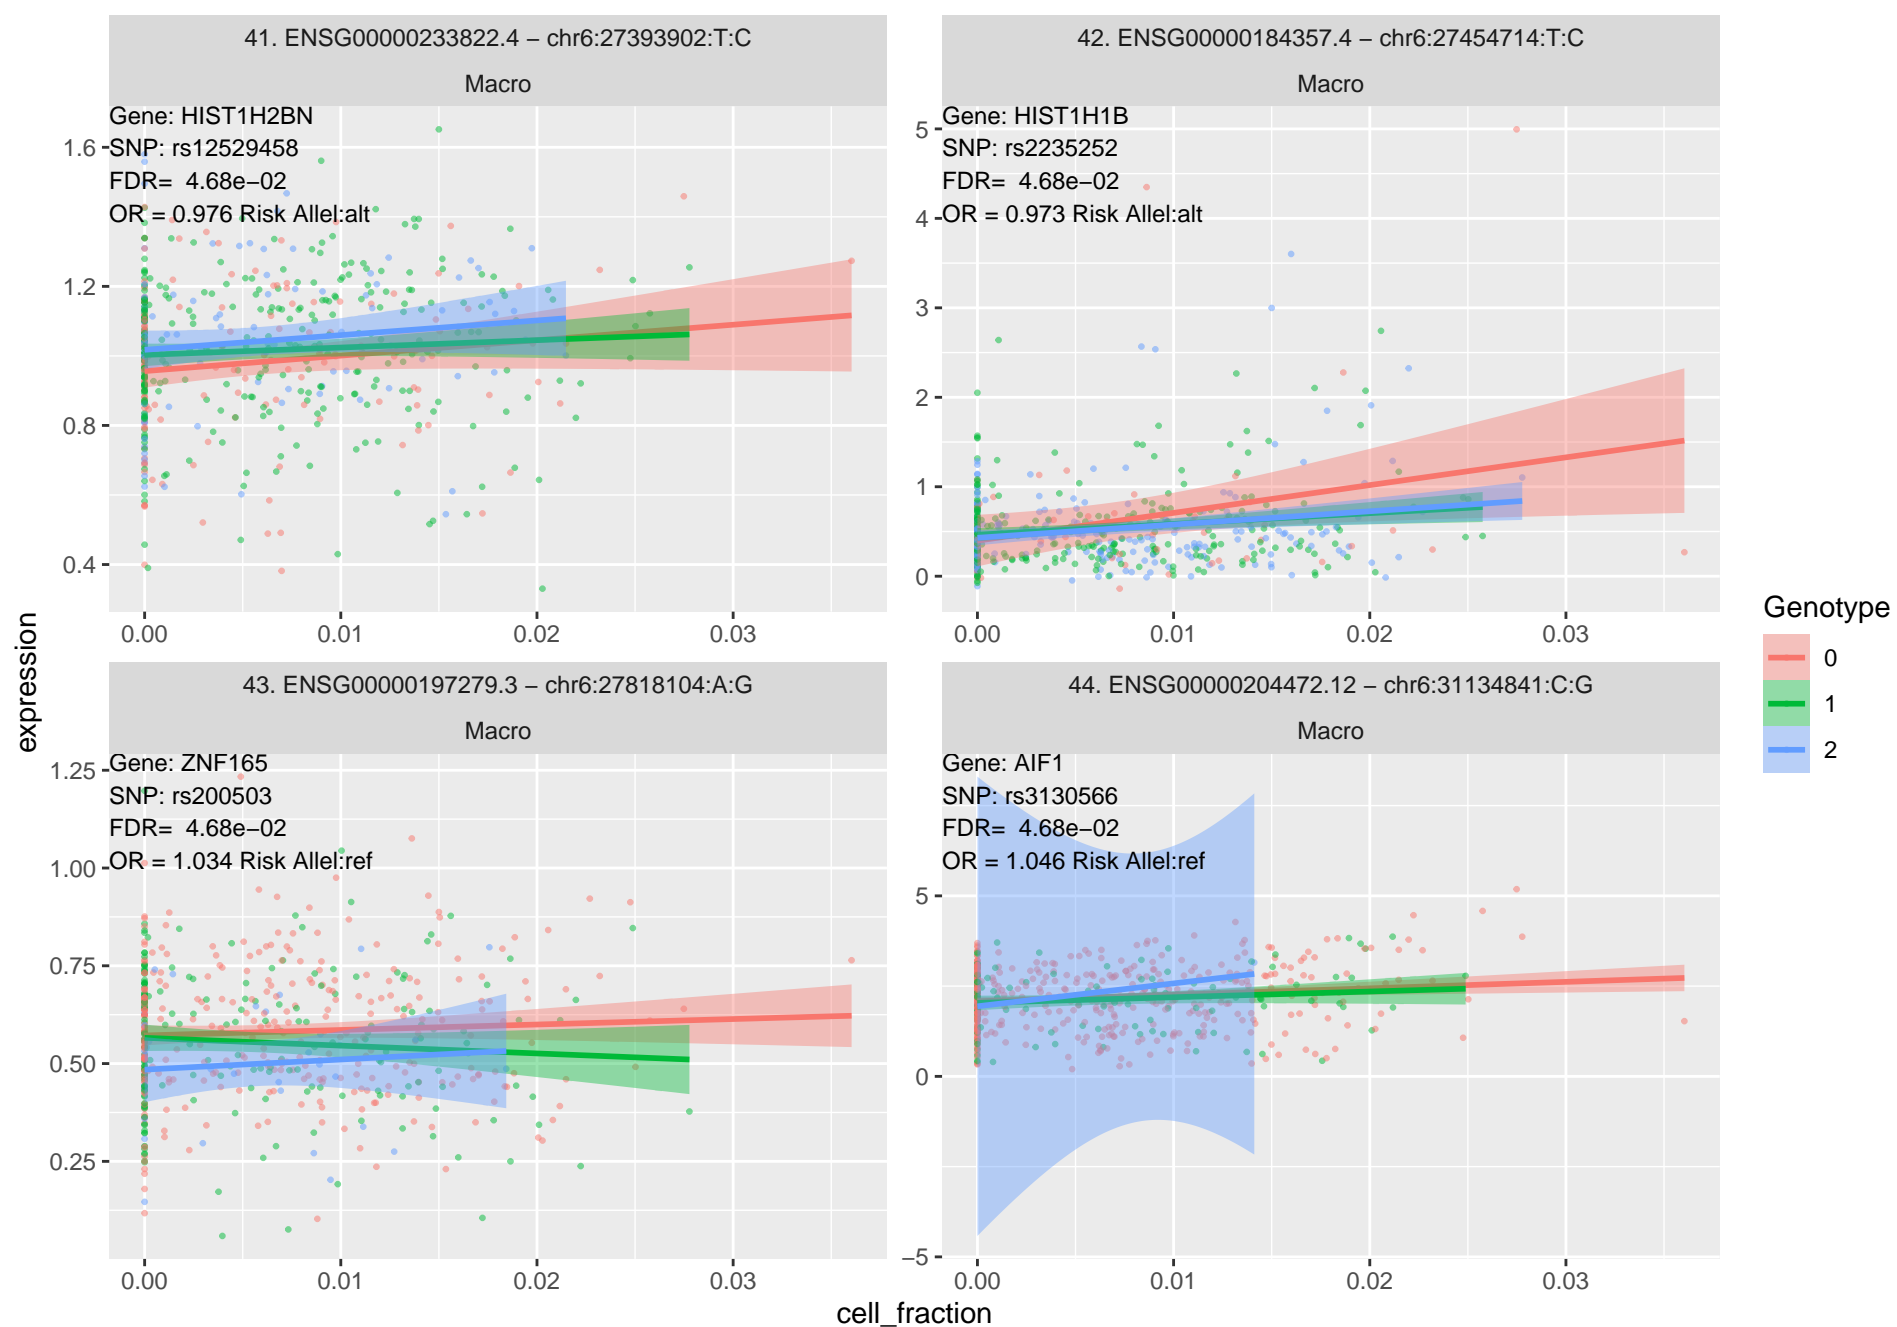 41. ENSG00000233822.4 − chr6:27393902:T:C
Macro
Gene: HIST1H2BN
SNP: rs12529458
FDR=  4.68e−02
OR = 0.976 Risk Allel:alt
1.6
1.2
0.8
0.4
0.00 0.01 0.02 0.03
42. ENSG00000184357.4 − chr6:27454714:T:C
Macro
Gene: HIST1H1B
SNP: rs2235252
FDR=  4.68e−02
OR = 0.973 Risk Allel:alt
5
4
3
2
1
0
0.00 0.01 0.02 0.03
43. ENSG00000197279.3 − chr6:27818104:A:G
Macro
Gene: ZNF165
SNP: rs200503
FDR=  4.68e−02
OR = 1.034 Risk Allel:ref
1.25
1.00
0.75
0.50
0.25
0.00 0.01 0.02 0.03
44. ENSG00000204472.12 − chr6:31134841:C:G
Macro
Gene: AIF1
SNP: rs3130566
FDR=  4.68e−02
OR = 1.046 Risk Allel:ref
5
0
−5
0.00 0.01 0.02 0.03
expression
cell_fraction
Genotype
0
1
2